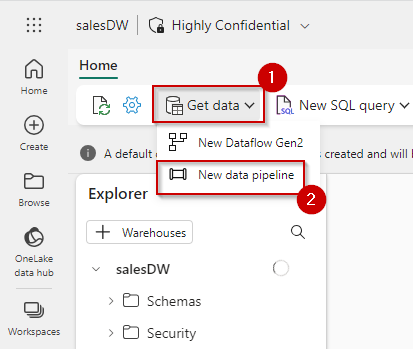 salesDW
Highly Confidential
Home
Home
Create
Browse
OneLake
data hub
Workspaces
1
Get data
SQL
New SQL query
New Dataflow Gen2
New data pipeline
2
A default
s created and will l
Explorer
Warehouses
salesDW
Schemas
Security